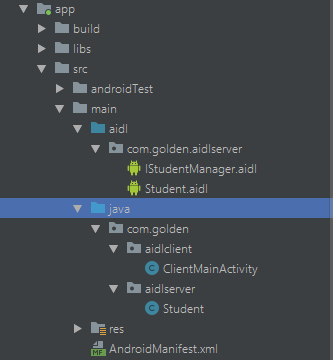 app
build
libs
src
androidTest
main
aidl
com.golden.aidlserver
IStudentManager.aidl
Student.aidl
java
com.golden
aidlclient
C ClientMainActivity
aidlserver
C Student
res
MF AndroidManifest.xml